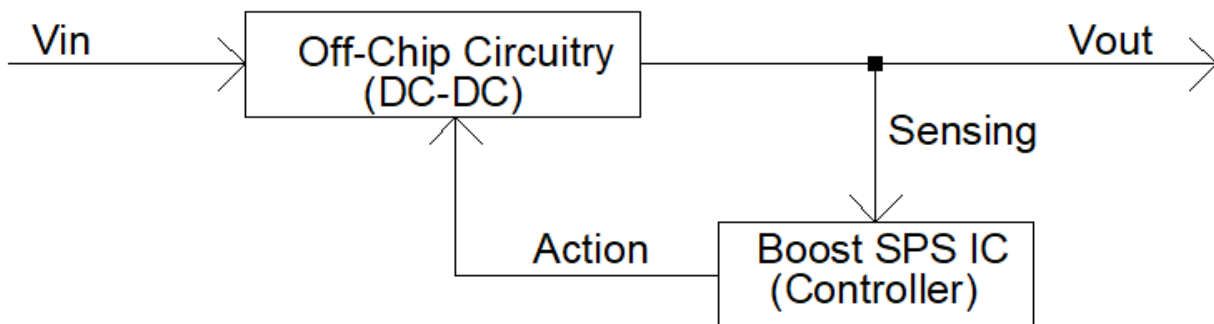 Vin
Off-Chip Circuitry
(DC-DC)
Vout
Sensing
Action
Boost SPS IC
(Controller)